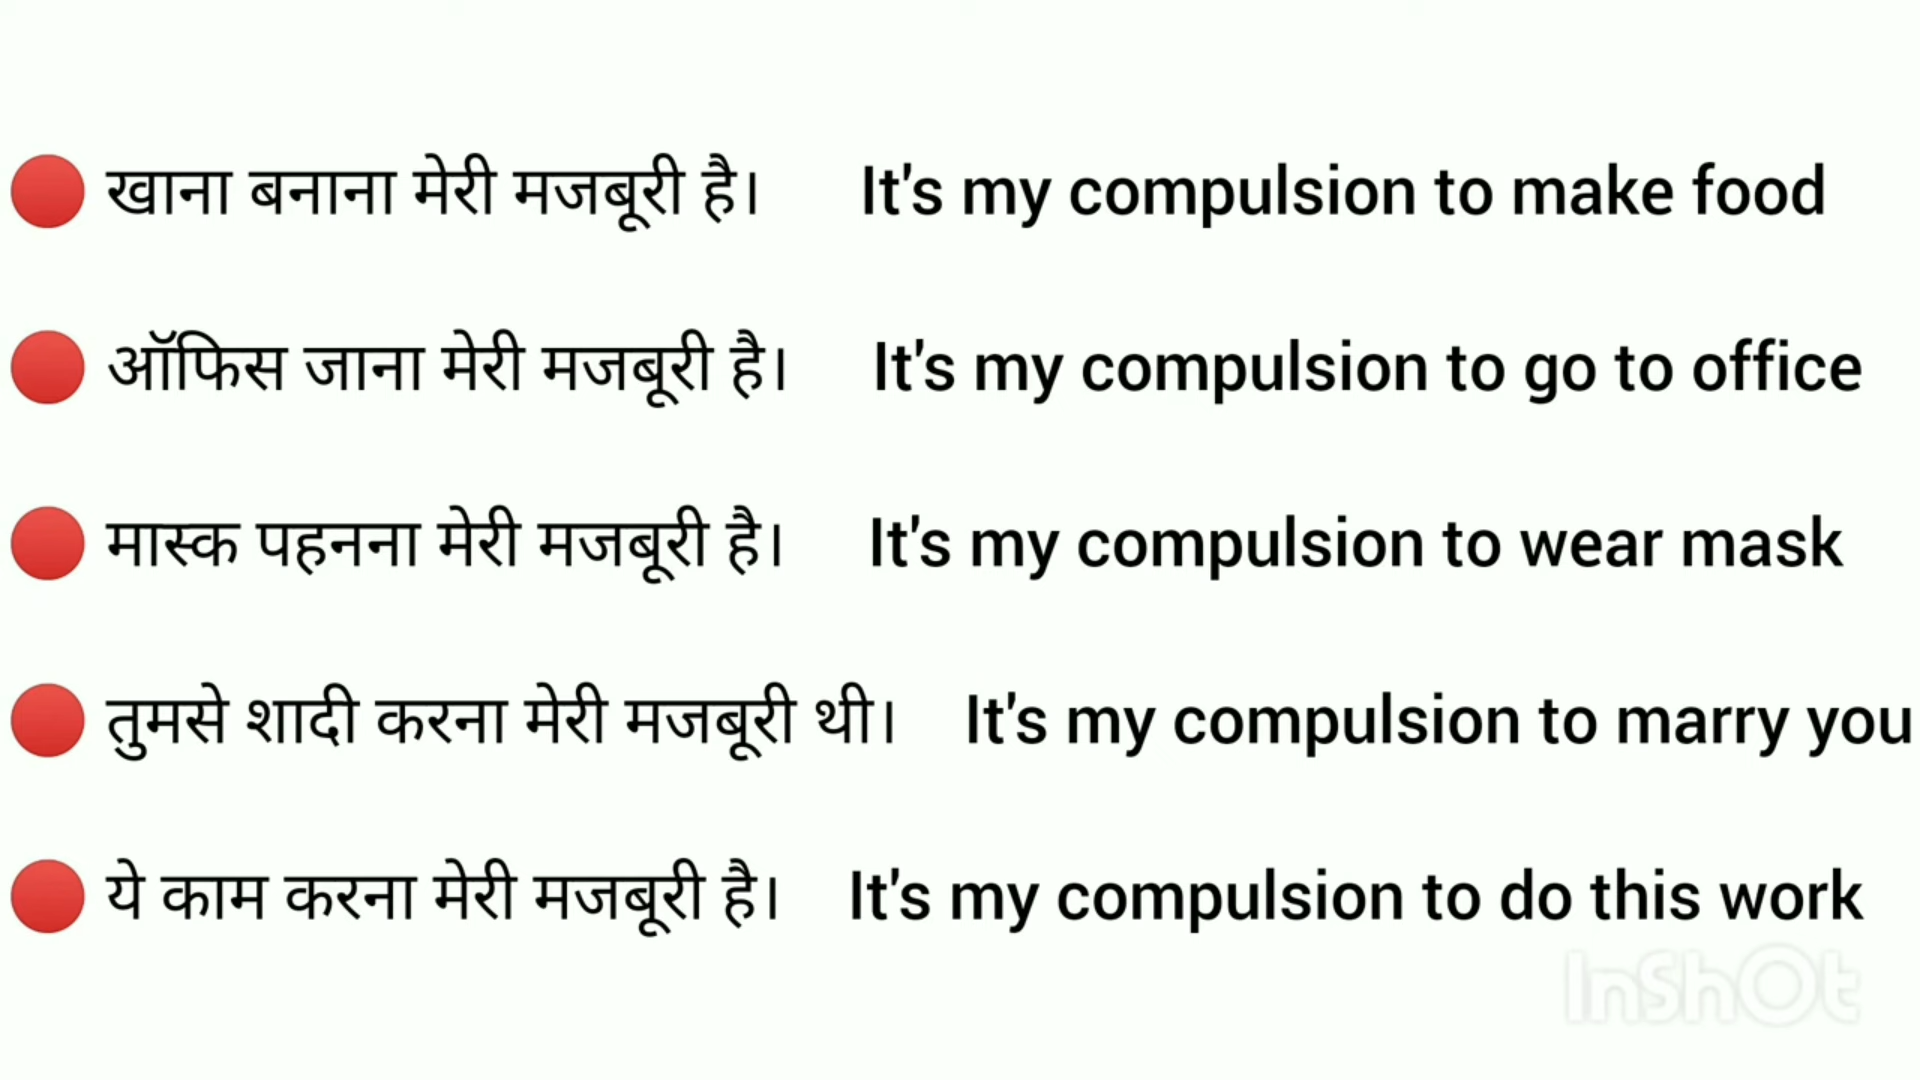 खाना बनाना मेरी मजबूरी है। It's my compulsion to make food
ऑफिस जाना मेरी मजबूरी है। It's my compulsion to go to office
मास्क पहनना मेरी मजबूरी है। It's my compulsion to wear mask
तुमसे शादी करना मेरी मजबूरी थी। It's my compulsion to marry you
ये काम करना मेरी मजबूरी है। It's my compulsion to do this work
InShOt